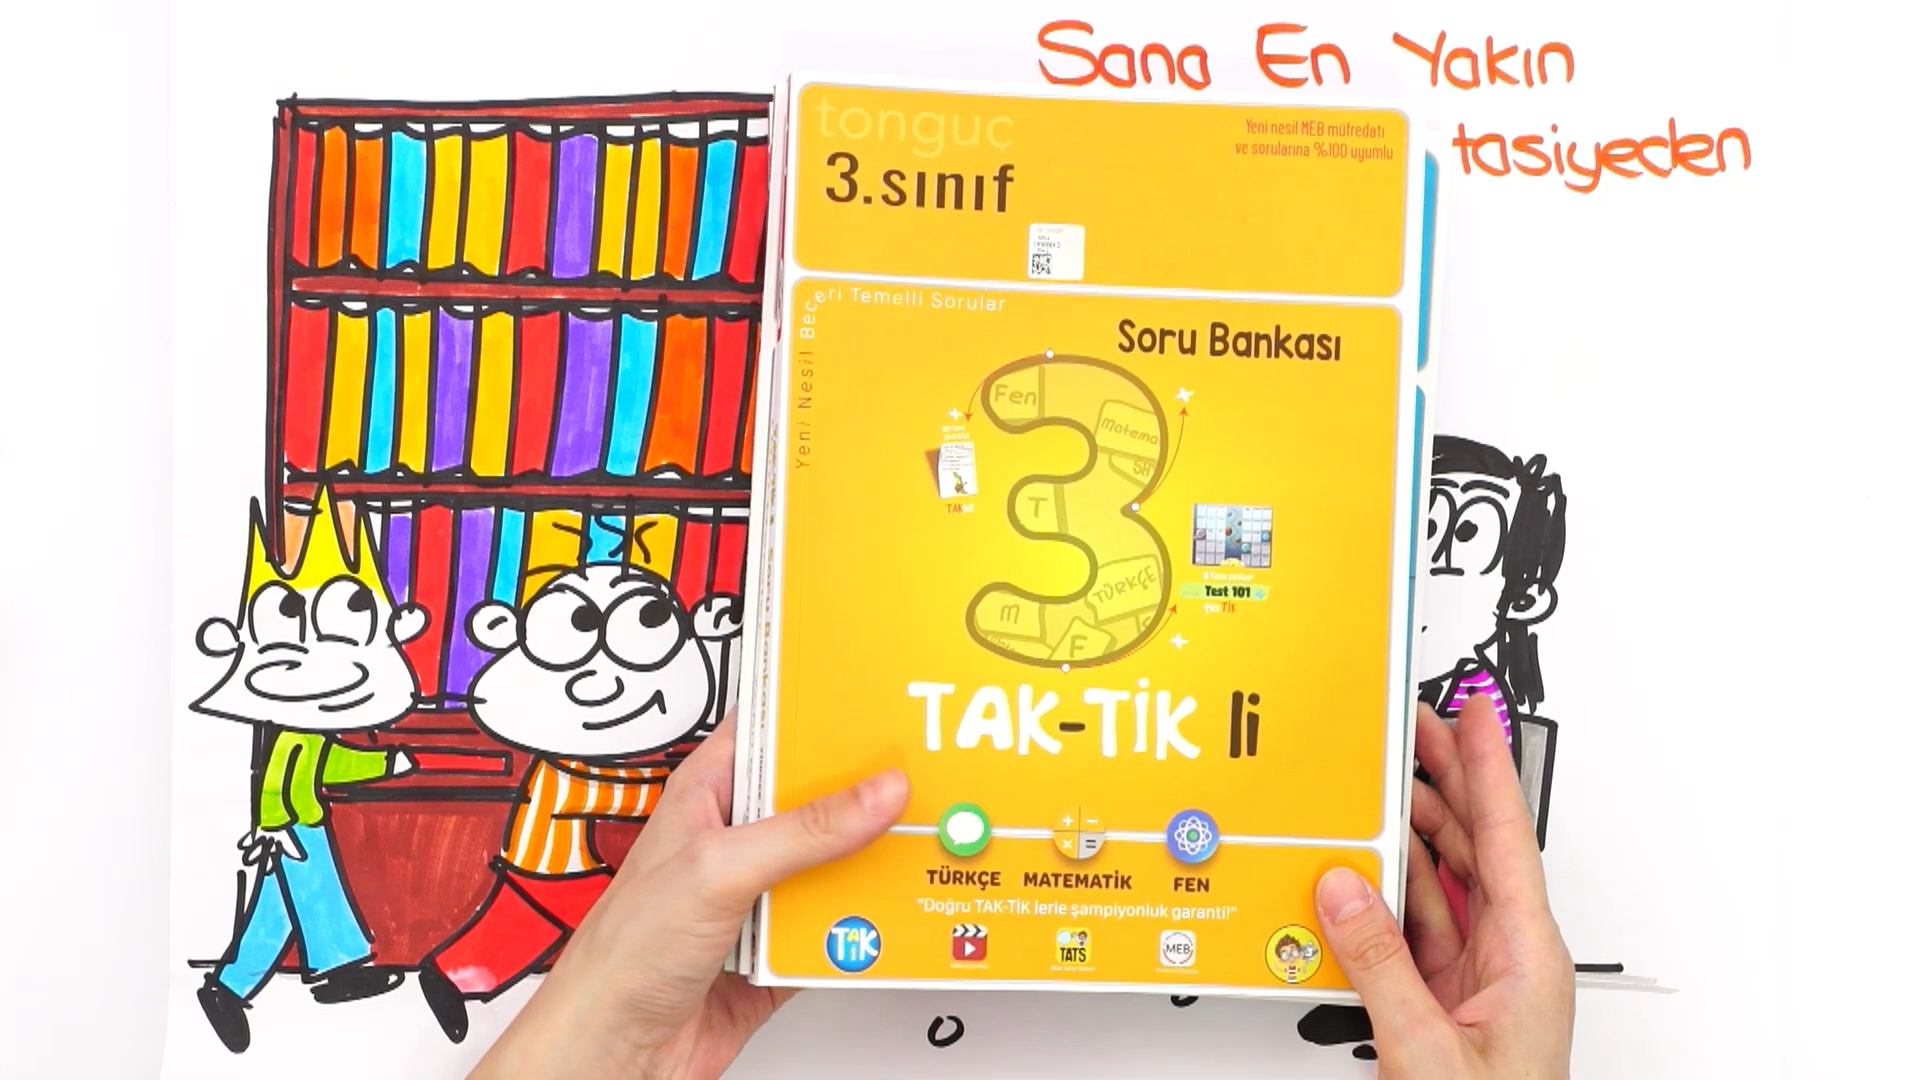 Sana En Yakın
tasiyeden
tonguç
3.sınıf
Yeni nesil MEB müfredatı
ve sorularına %100 uyumlu
Yeni Nesil Beceri Temelli Sorular
Soru Bankası
Fen
Matema
T
TÜRKÇE
M
F
Test 101
TAK-TİK li
TÜRKÇE
MATEMATİK
FEN
"Doğru TAK-TİK lerle şampiyonluk garanti!"
TAK
TATS
MEB